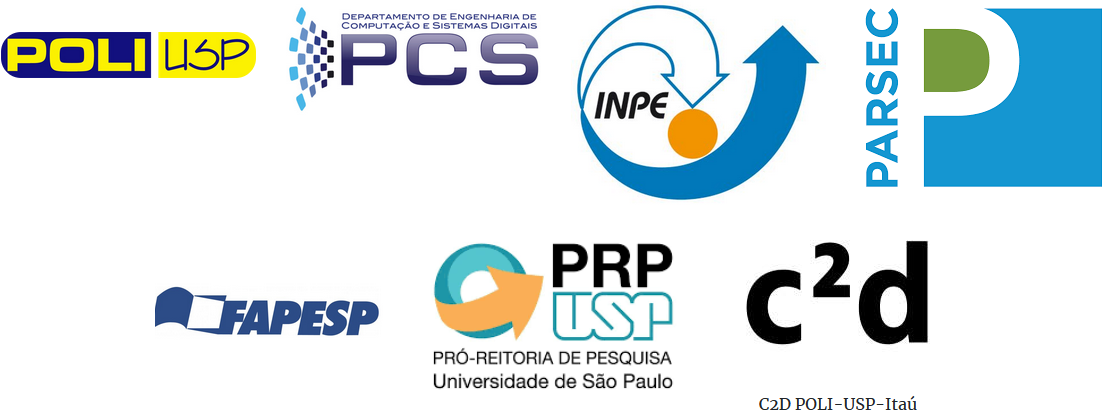 POLI USP
DEPARTAMENTO DE ENGENHARIA DE
COMPUTAÇÃO E SISTEMAS DIGITAIS
PCS
INPE
PARSEC
FAPESP
PRP
USP
PRÓ-REITORIA DE PESQUISA
Universidade de São Paulo
c²d
C2D POLI-USP-Itaú